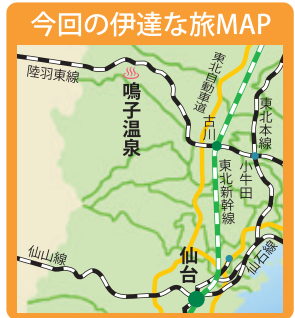 今回の伊達な旅MAP
陸羽東線
鳴子温泉
東北自動車道
古川
東北本線
小牛田
東北新幹線
仙山線
仙台
仙石線